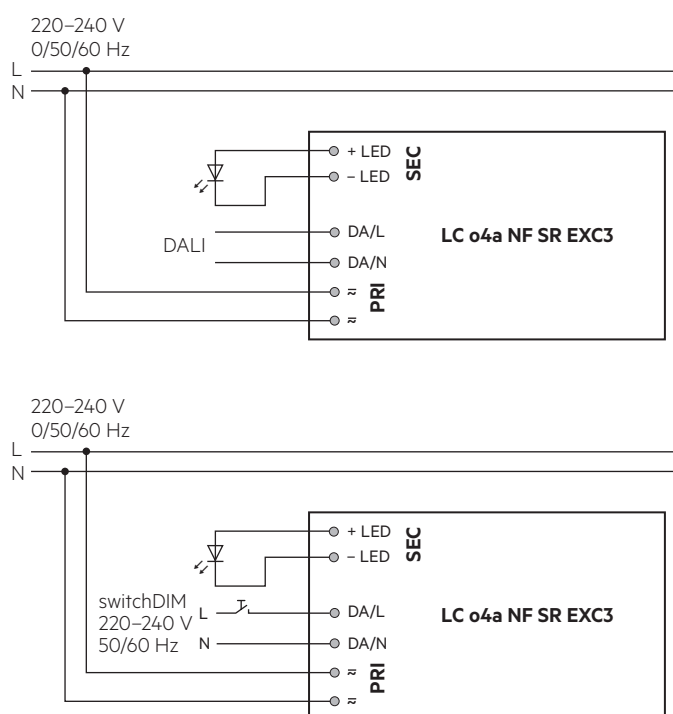 220–240 V
0/50/60 Hz
L
N
+ LED
SEC
– LED
DA/L
LC o4a NF SR EXC3
DALI
DA/N
≂
PRI
≂
220–240 V
0/50/60 Hz
L
N
+ LED
SEC
– LED
switchDIM
L
DA/L
LC o4a NF SR EXC3
220–240 V
50/60 Hz
N
DA/N
≂
PRI
≂